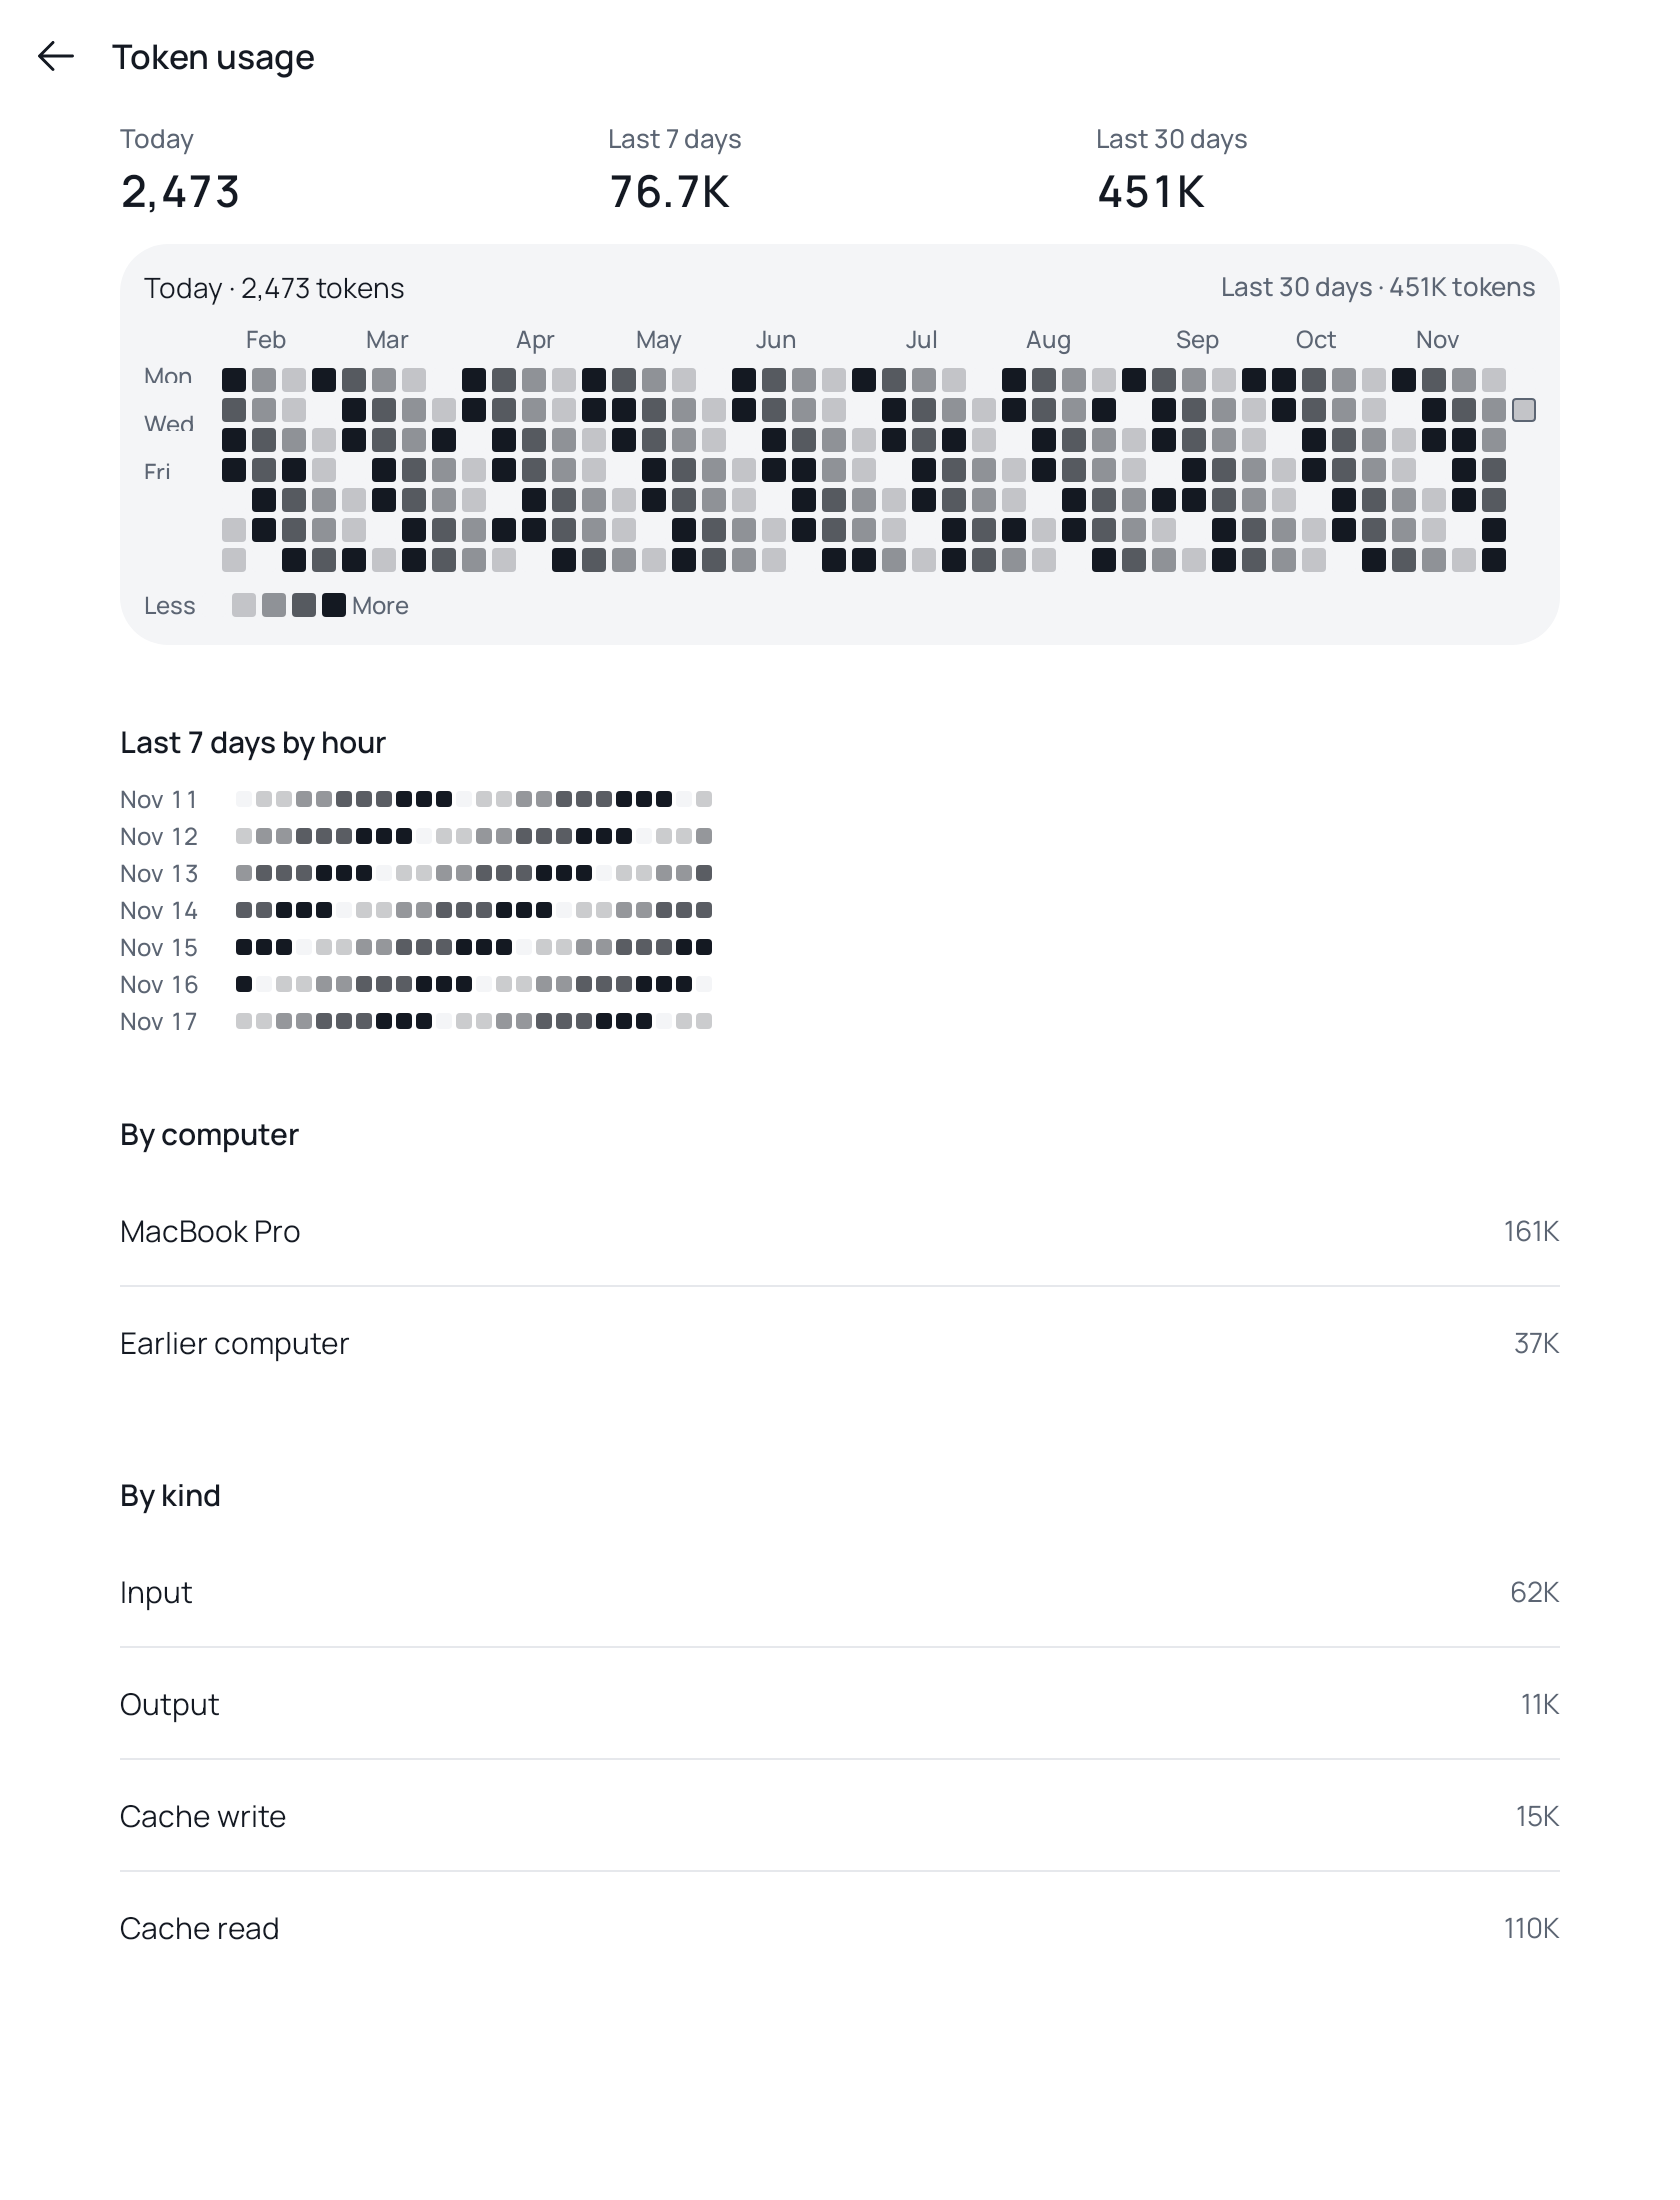 Token usage
Today
2,473
Last 7 days
76.7K
Last 30 days
451K
Today · 2,473 tokens
Last 30 days · 451K tokens
Feb Mar Apr May Jun Jul Aug Sep Oct Nov
Mon
Wed
Fri
Less More
Last 7 days by hour
Nov 11
Nov 12
Nov 13
Nov 14
Nov 15
Nov 16
Nov 17
By computer
MacBook Pro 161K
Earlier computer 37K
By kind
Input 62K
Output 11K
Cache write 15K
Cache read 110K